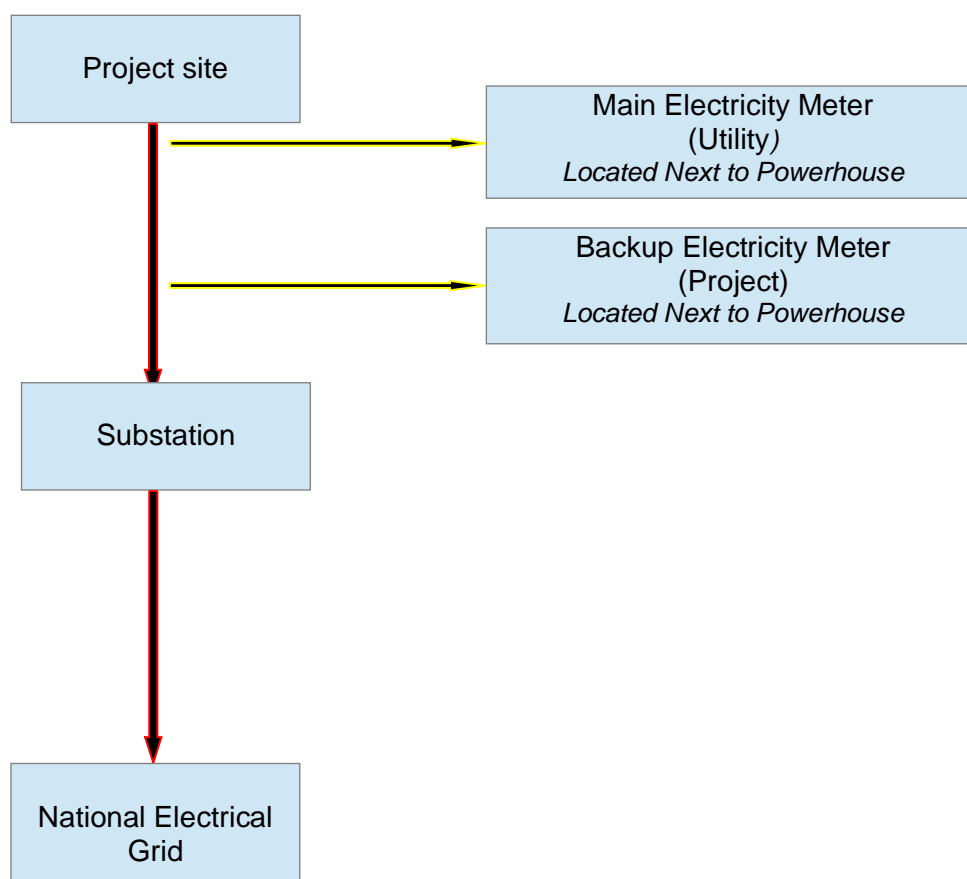 Project site
Main Electricity Meter
(Utility)
Located Next to Powerhouse
Backup Electricity Meter
(Project)
Located Next to Powerhouse
Substation
National Electrical
Grid